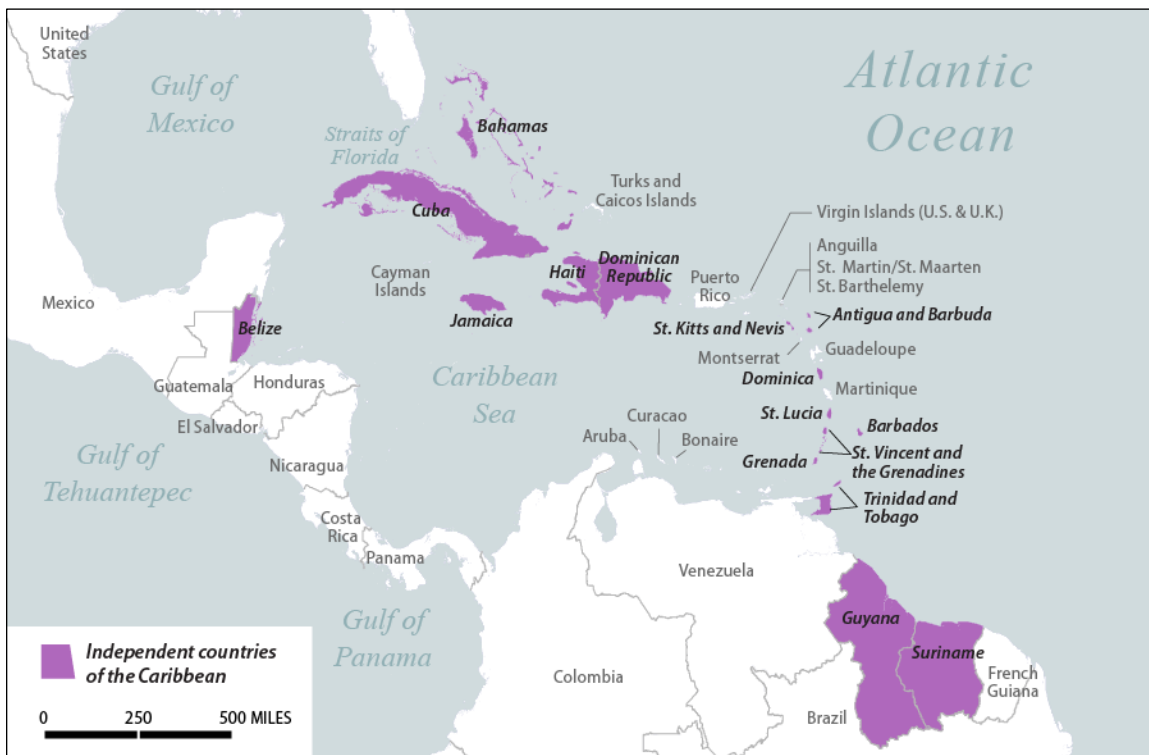 United
States
Gulf of
Mexico
Atlantic
Ocean
Straits of
Florida
Bahamas
Turks and
Caicos Islands
Cuba
Virgin Islands (U.S. & U.K.)
Anguilla
St. Martin/St. Maarten
St. Barthelemy
Cayman
Islands
Haiti
Dominican
Republic
Puerto
Rico
Mexico
Jamaica
Belize
St. Kitts and Nevis
Antigua and Barbuda
Montserrat
Guadeloupe
Guatemala
Honduras
Caribbean
Sea
Dominica
Martinique
El Salvador
St. Lucia
Barbados
Curacao
Aruba
Bonaire
Grenada
St. Vincent and
the Grenadines
Gulf of
Tehuantepec
Nicaragua
Trinidad and
Tobago
Costa
Rica
Panama
Venezuela
Gulf of
Panama
Guyana
Suriname
French
Guiana
Colombia
Brazil
Independent countries
of the Caribbean
0 250 500 MILES